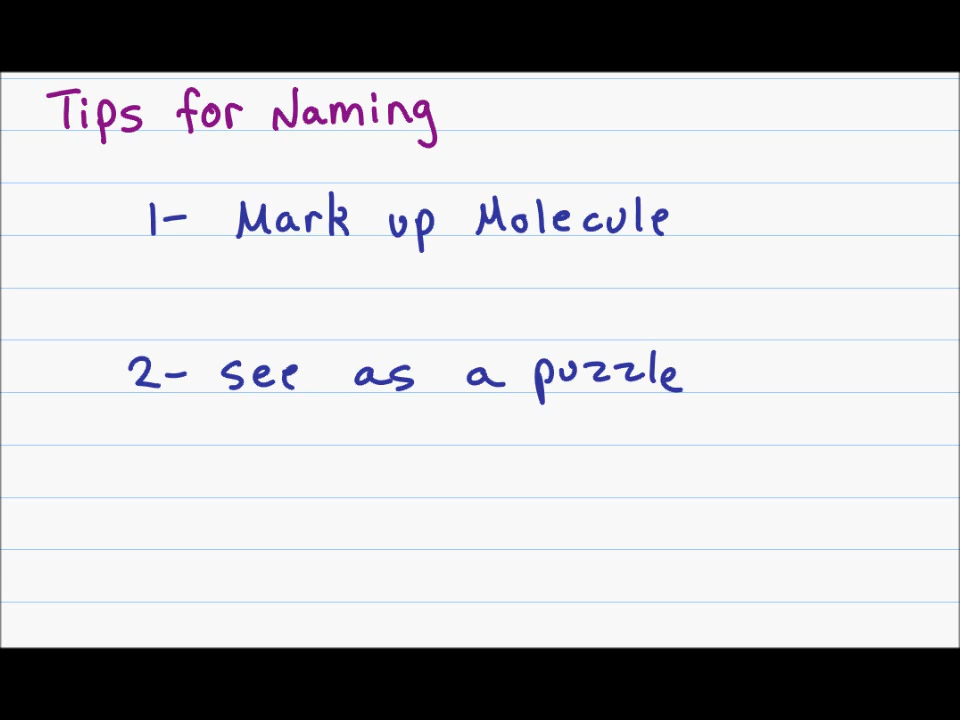 Tips for Naming
1- Mark up Molecule
2- see as a puzzle